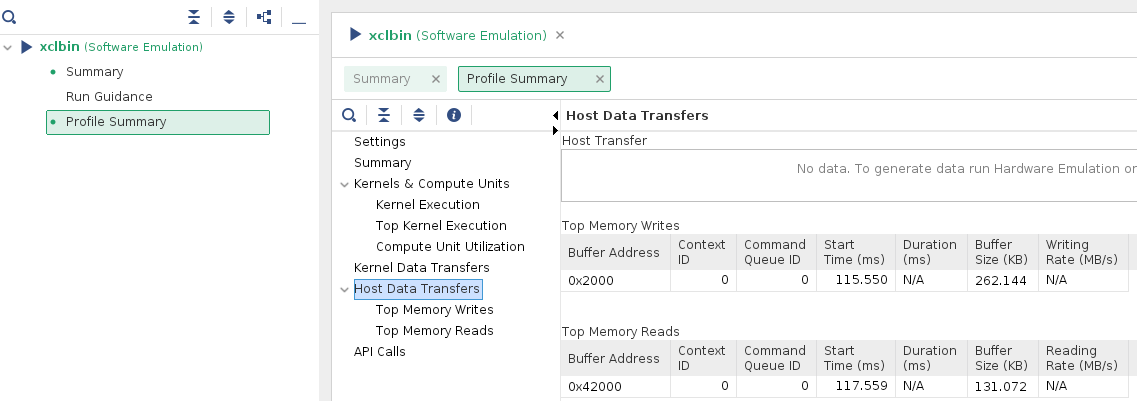 xclbin (Software Emulation)
Summary
Run Guidance
Profile Summary
xclbin (Software Emulation)
Summary
Profile Summary
Settings
Summary
Kernels & Compute Units
Kernel Execution
Top Kernel Execution
Compute Unit Utilization
Kernel Data Transfers
Host Data Transfers
Top Memory Writes
Top Memory Reads
API Calls
Host Data Transfers
Host Transfer
No data. To generate data run Hardware Emulation or
Top Memory Writes
Buffer Address Context ID Command Queue ID Start Time (ms) Duration (ms) Buffer Size (KB) Writing Rate (MB/s)
0x2000 0 0 115.550 N/A 262.144 N/A
Top Memory Reads
Buffer Address Context ID Command Queue ID Start Time (ms) Duration (ms) Buffer Size (KB) Reading Rate (MB/s)
0x42000 0 0 117.559 N/A 131.072 N/A